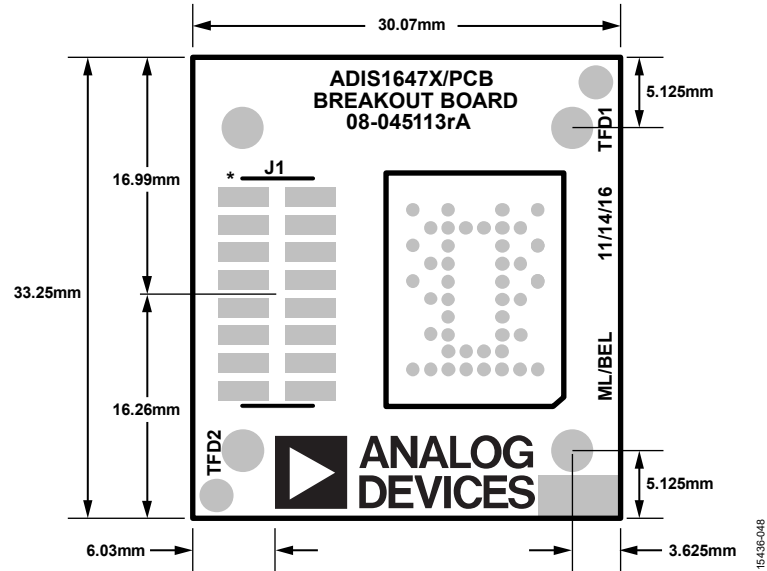 30.07mm
ADIS1647X/PCB
BREAKOUT BOARD
08-045113rA
5.125mm
TFD1
* J1
16.99mm
11/14/16
33.25mm
16.26mm
ML/BEL
TFD2
ANALOG
DEVICES
5.125mm
6.03mm
3.625mm
15436-048